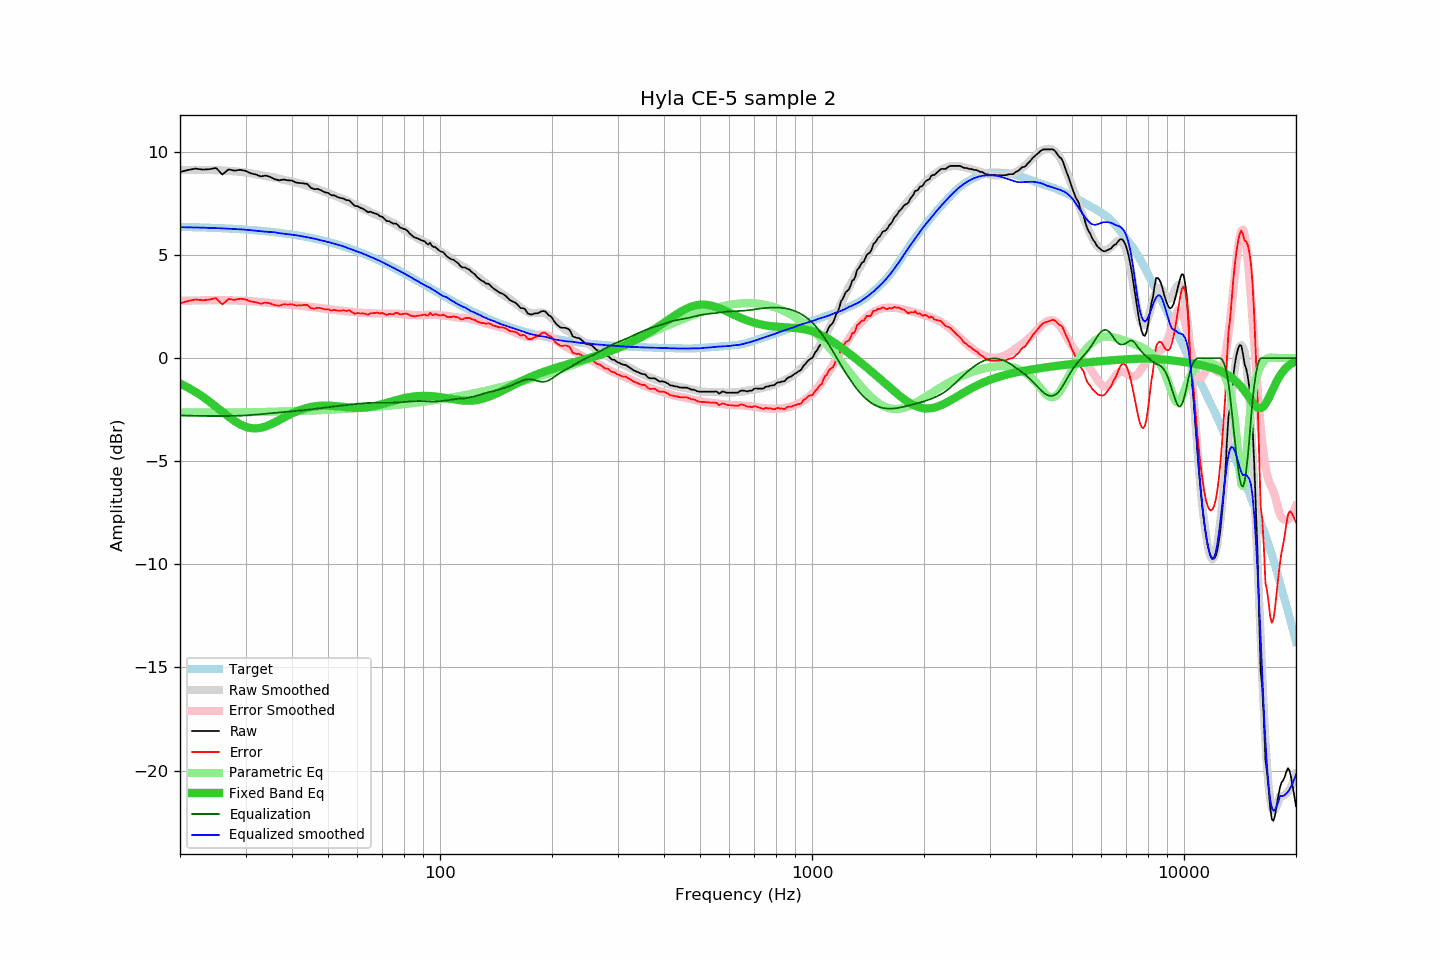 Hyla CE-5 sample 2
10
5
0
−5
−10
−15
−20
Amplitude (dBr)
Target
Raw Smoothed
Error Smoothed
Raw
Error
Parametric Eq
Fixed Band Eq
Equalization
Equalized smoothed
100
1000
10000
Frequency (Hz)